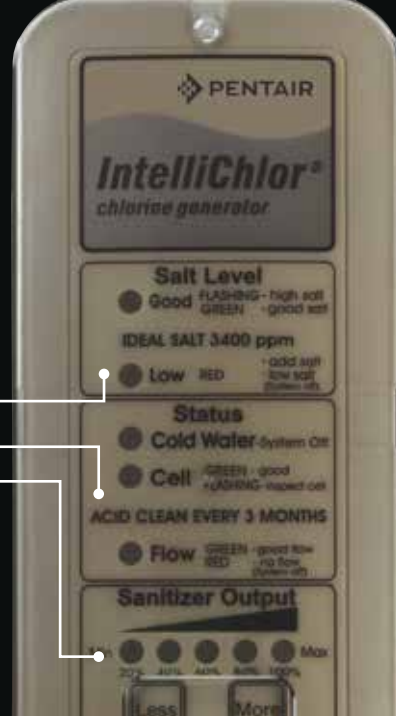 PENTAIR
IntelliChlor®
chlorine generator
Salt Level
Good FLASHING - high salt
GREEN - good salt
IDEAL SALT 3400 ppm
- add salt
Low RED - low salt
(System off)
Status
Cold Water-System Off
Cell GREEN - good
FLASHING- inspect cell
ACID CLEAN EVERY 3 MONTHS
Flow GREEN - good flow
RED - no flow
(System off)
Sanitizer Output
Max
20% 40% 60% 80% 100%
Less More